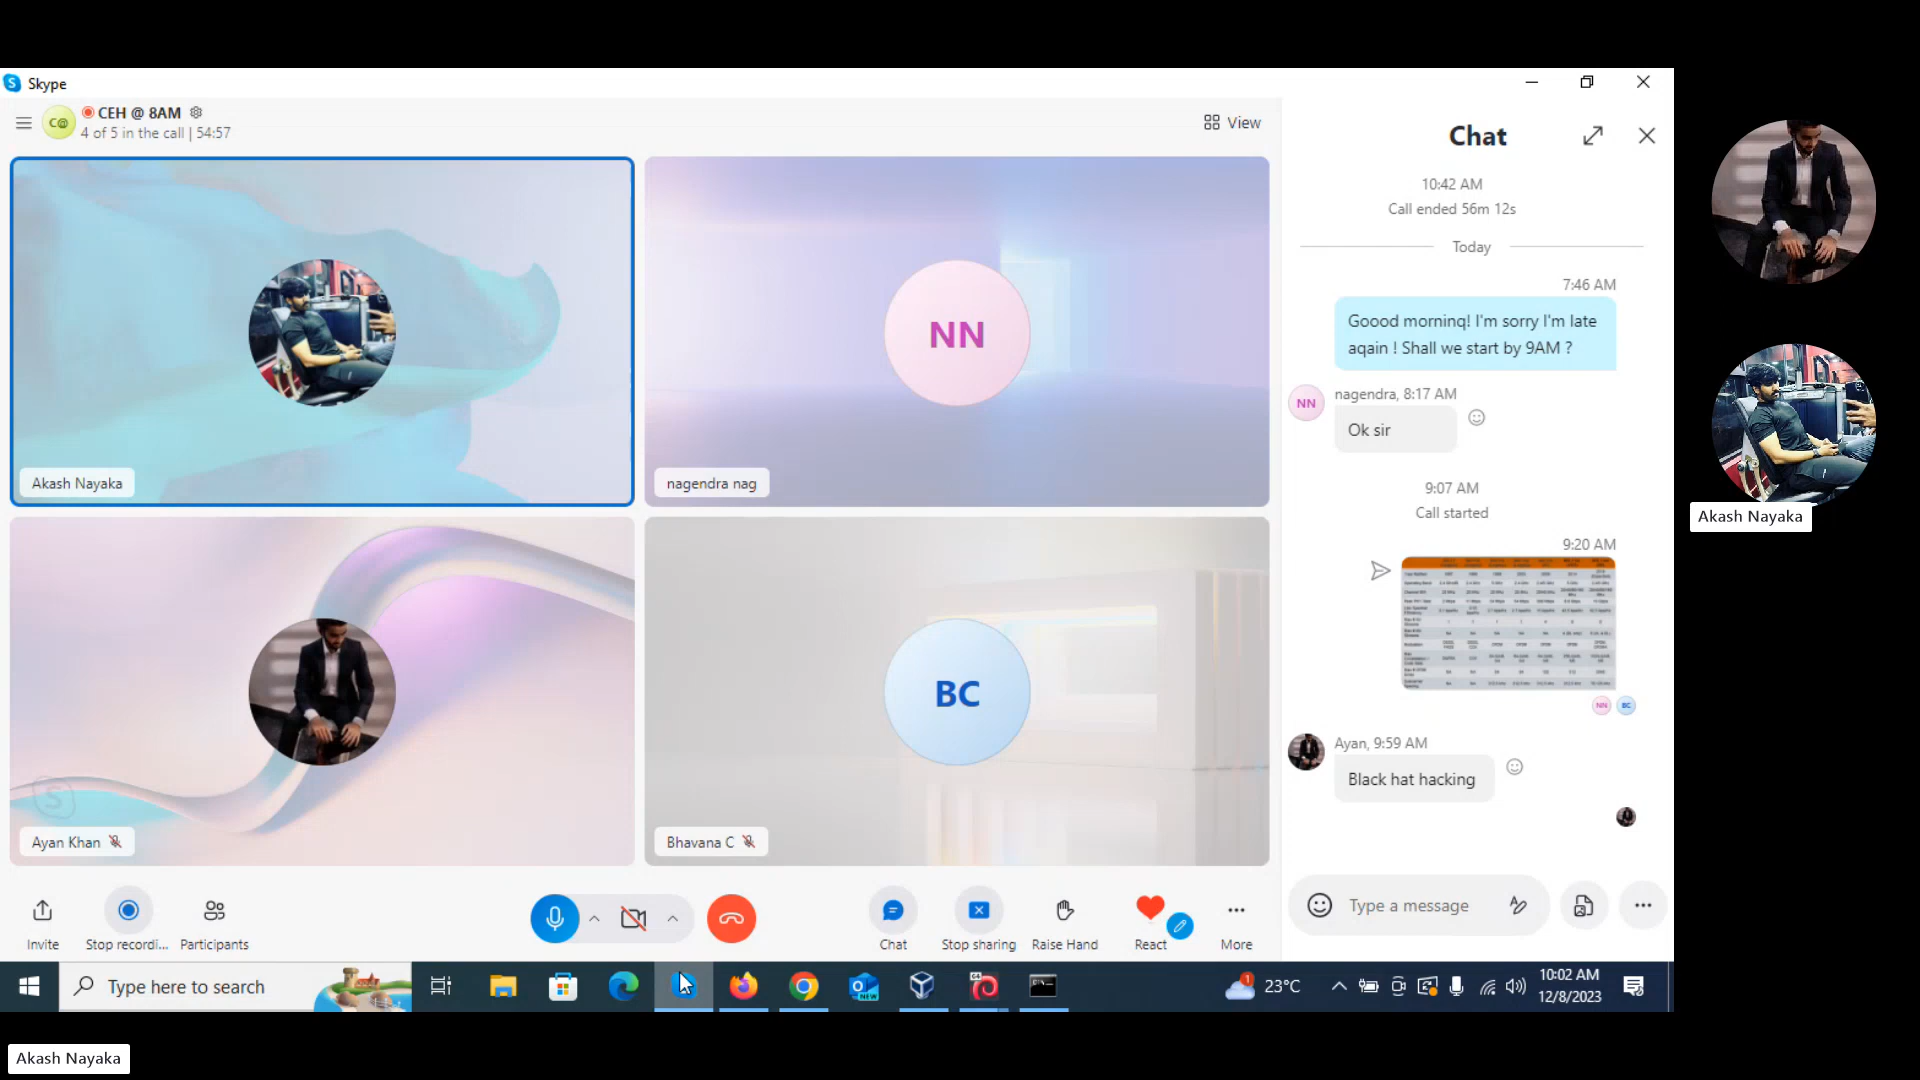 Skype
C@
CEH @ 8AM
4 of 5 in the call | 54:57
View
Akash Nayaka
NN
nagendra nag
Ayan Khan
BC
Bhavana C
Invite
Stop recordi...
Participants
Chat
Stop sharing
Raise Hand
React
More
Chat
10:42 AM
Call ended 56m 12s
Today
7:46 AM
Goood morninq! I'm sorry I'm late
aqain ! Shall we start by 9AM ?
NN
nagendra, 8:17 AM
Ok sir
9:07 AM
Call started
9:20 AM
NN
BC
Ayan, 9:59 AM
Black hat hacking
Type a message
Type here to search
NEW
23°C
10:02 AM
12/8/2023
Akash Nayaka
Akash Nayaka